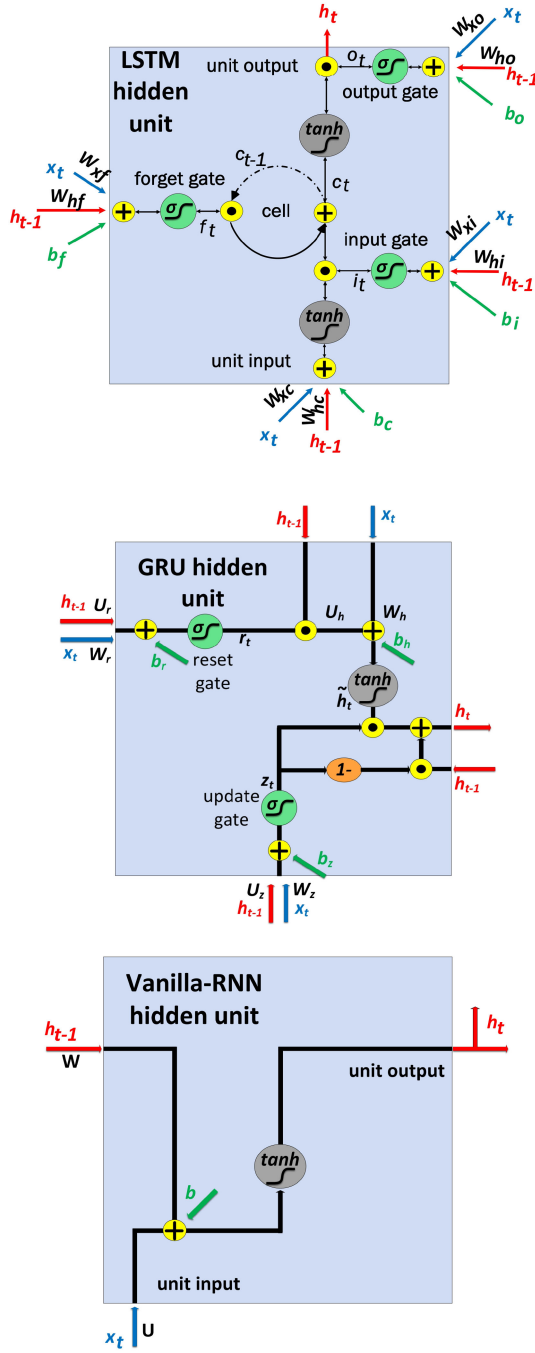 h_t
W_xo
x_t
LSTM
hidden
unit
unit output
o_t
σ
W_ho
h_t-1
output gate
b_o
tanh
c_t-1
c_t
W_xf
x_t
forget gate
W_hf
h_t-1
σ
f_t
cell
b_f
W_xi
x_t
input gate
W_hi
h_t-1
i_t
σ
b_i
tanh
unit input
W_xc
W_hc
x_t
h_t-1
b_c
h_t-1
x_t
GRU hidden
unit
h_t-1 U_r
U_h
W_h
σ
r_t
x_t W_r
b_r
b_h
reset
gate
tanh
h̃_t
h_t
1-
z_t
h_t-1
update
gate
σ
b_z
U_z W_z
h_t-1 x_t
Vanilla-RNN
hidden unit
h_t-1
W
h_t
unit output
tanh
b
unit input
x_t U